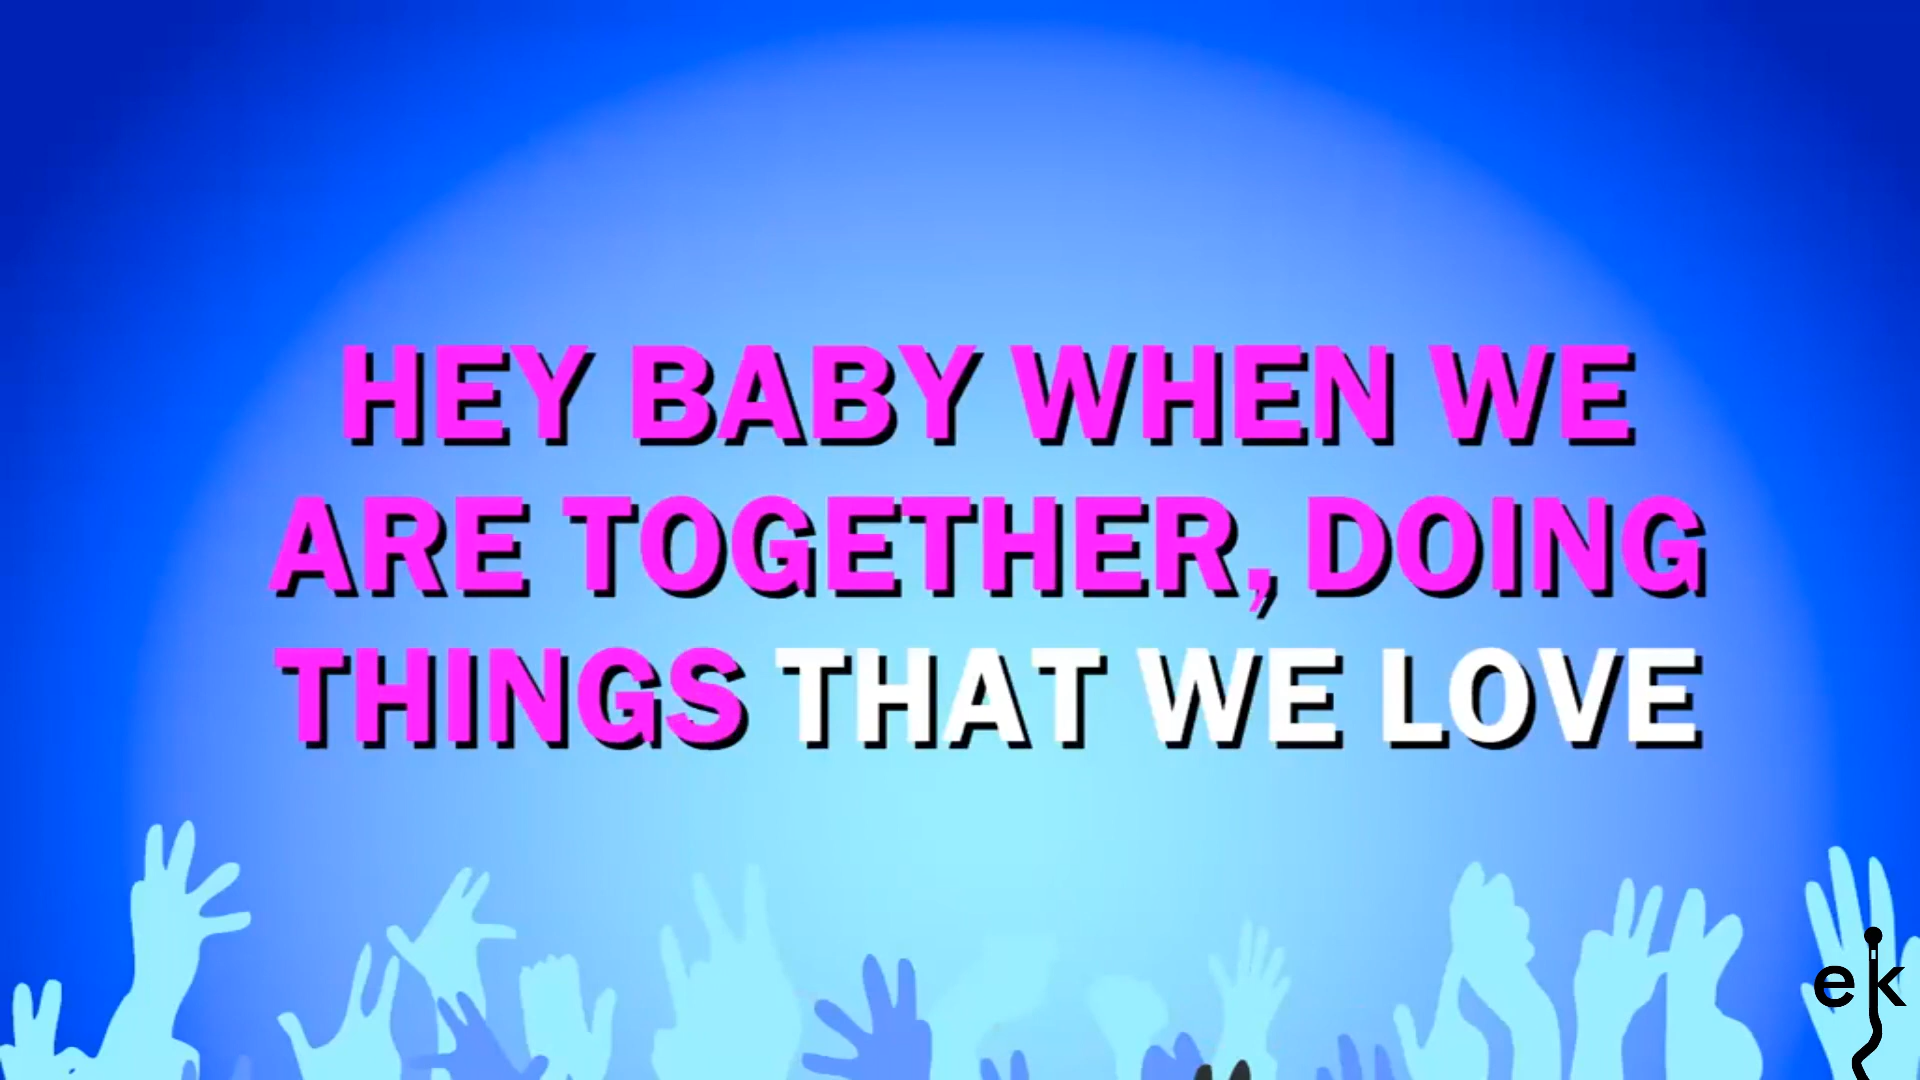 HEY BABY WHEN WE
ARE TOGETHER, DOING
THINGS THAT WE LOVE
ek